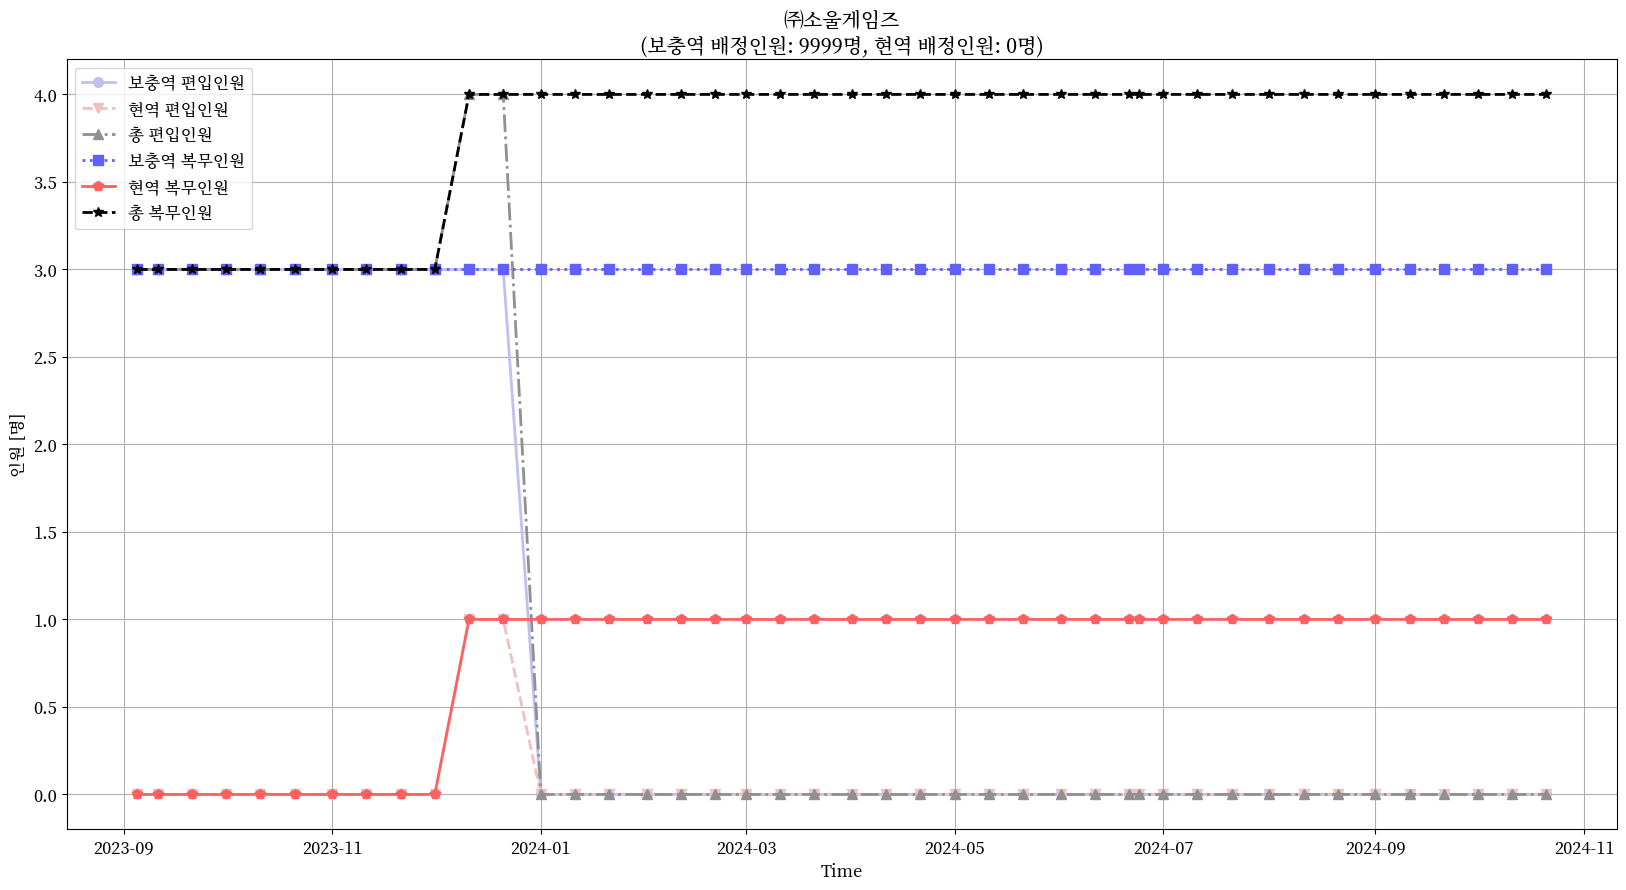 ㈜소울게임즈
(보충역 배정인원: 9999명, 현역 배정인원: 0명)
보충역 편입인원
현역 편입인원
총 편입인원
보충역 복무인원
현역 복무인원
총 복무인원
4.0
3.5
3.0
2.5
2.0
1.5
1.0
0.5
0.0
인원 [명]
2023-09 2023-11 2024-01 2024-03 2024-05 2024-07 2024-09 2024-11
Time